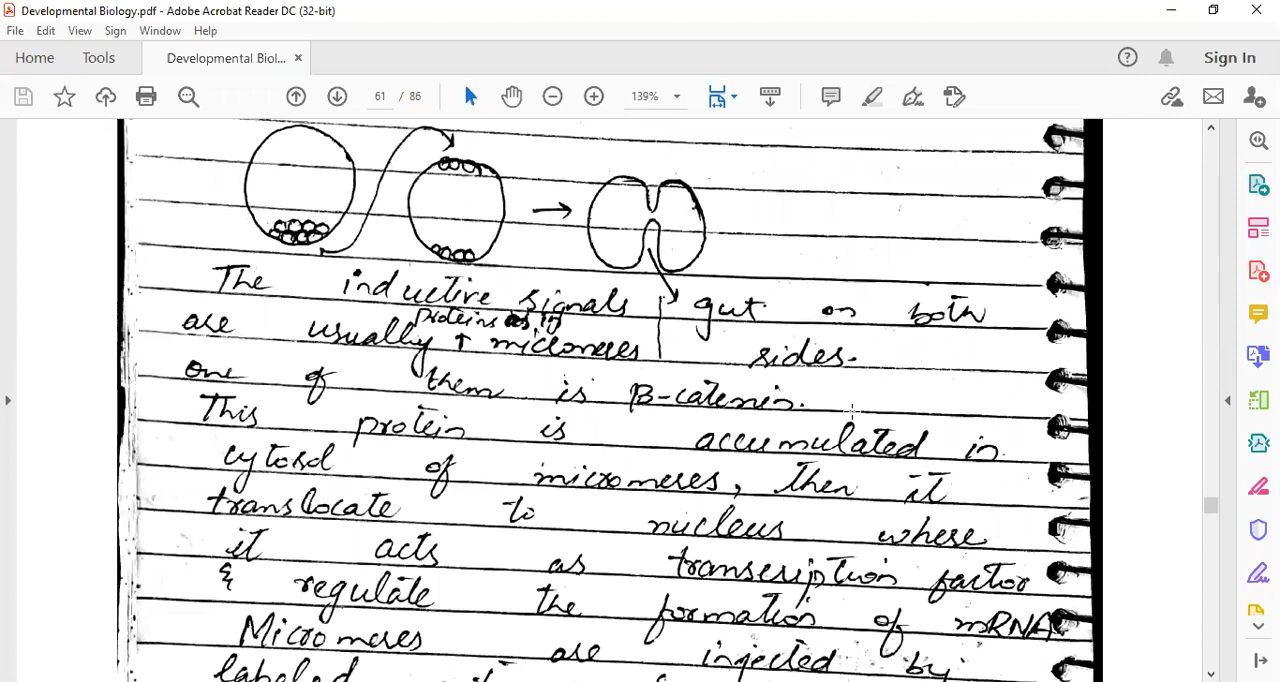 Developmental Biology.pdf - Adobe Acrobat Reader DC (32-bit)
File Edit View Sign Window Help
Home Tools Developmental Biol... × Sign In
61 / 86 139%
The inductive signals
are usually proteins as in micromeres
gut on both
sides.
one of them is β-catenin.
This protein is accumulated in
cytosol of micromeres, then it
translocate to nucleus where
it acts as transcription factor
& regulate the formation of mRNA
Micromeres are injected by
labeled